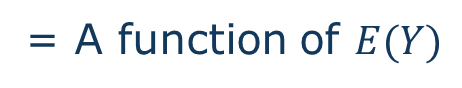 = A function of E(Y)